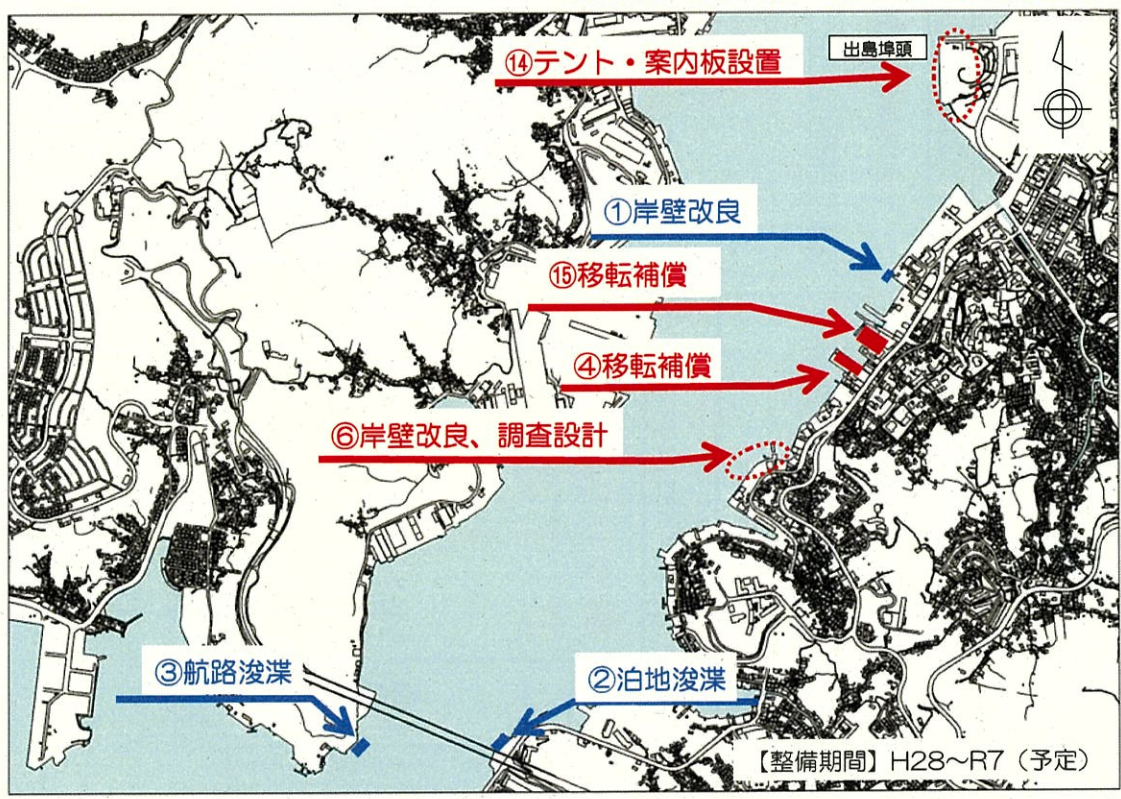 ⑭テント・案内板設置
出島埠頭
①岸壁改良
⑮移転補償
④移転補償
⑥岸壁改良、調査設計
③航路浚渫
②泊地浚渫
【整備期間】H28～R7（予定）